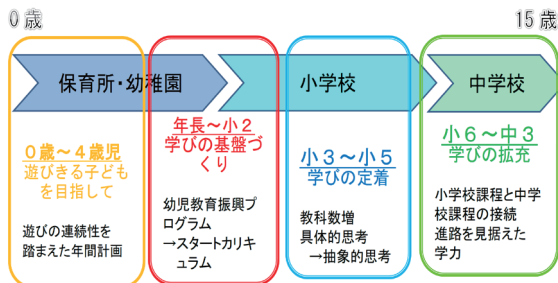 0歳
15歳
保育所・幼稚園
小学校
中学校
0歳～4歳児
遊びきる子ども
を目指して
遊びの連続性を
踏まえた年間計画
年長～小2
学びの基盤づ
くり
幼児教育振興プ
ログラム
→スタートカリキ
ュラム
小3～小5
学びの定着
教科数増
具体的思考
→抽象的思考
小6～中3
学びの拡充
小学校課程と中学
校課程の接続
進路を見据えた
学力